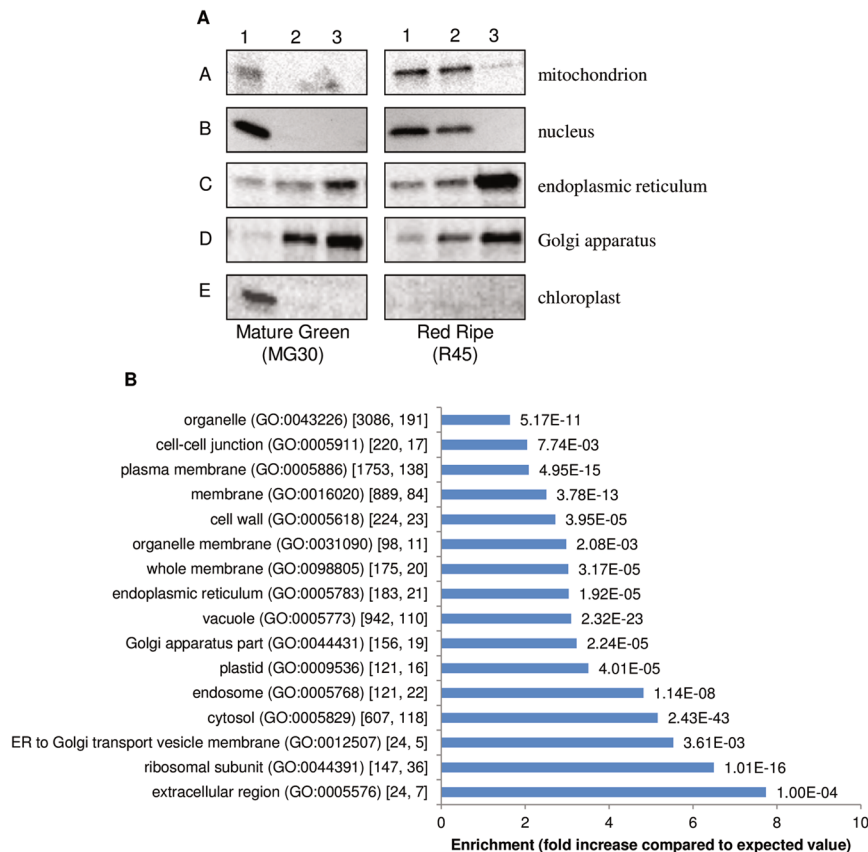 A
1 2 3 1 2 3
A mitochondrion
B nucleus
C endoplasmic reticulum
D Golgi apparatus
E chloroplast
Mature Green Red Ripe
(MG30) (R45)
B
organelle (GO:0043226) [3086, 191] 5.17E-11
cell-cell junction (GO:0005911) [220, 17] 7.74E-03
plasma membrane (GO:0005886) [1753, 138] 4.95E-15
membrane (GO:0016020) [889, 84] 3.78E-13
cell wall (GO:0005618) [224, 23] 3.95E-05
organelle membrane (GO:0031090) [98, 11] 2.08E-03
whole membrane (GO:0098805) [175, 20] 3.17E-05
endoplasmic reticulum (GO:0005783) [183, 21] 1.92E-05
vacuole (GO:0005773) [942, 110] 2.32E-23
Golgi apparatus part (GO:0044431) [156, 19] 2.24E-05
plastid (GO:0009536) [121, 16] 4.01E-05
endosome (GO:0005768) [121, 22] 1.14E-08
cytosol (GO:0005829) [607, 118] 2.43E-43
ER to Golgi transport vesicle membrane (GO:0012507) [24, 5] 3.61E-03
ribosomal subunit (GO:0044391) [147, 36] 1.01E-16
extracellular region (GO:0005576) [24, 7] 1.00E-04
0 2 4 6 8 10
Enrichment (fold increase compared to expected value)